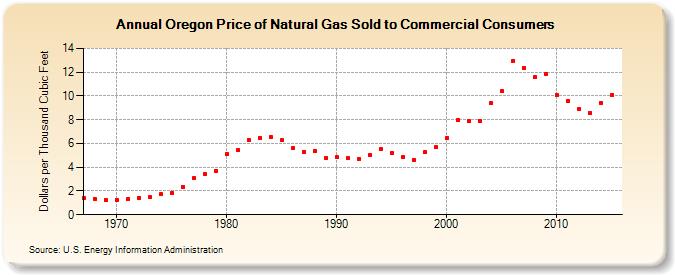 Annual Oregon Price of Natural Gas Sold to Commercial Consumers
Dollars per Thousand Cubic Feet
14
12
10
8
6
4
2
0
1970 1980 1990 2000 2010
Source: U.S. Energy Information Administration